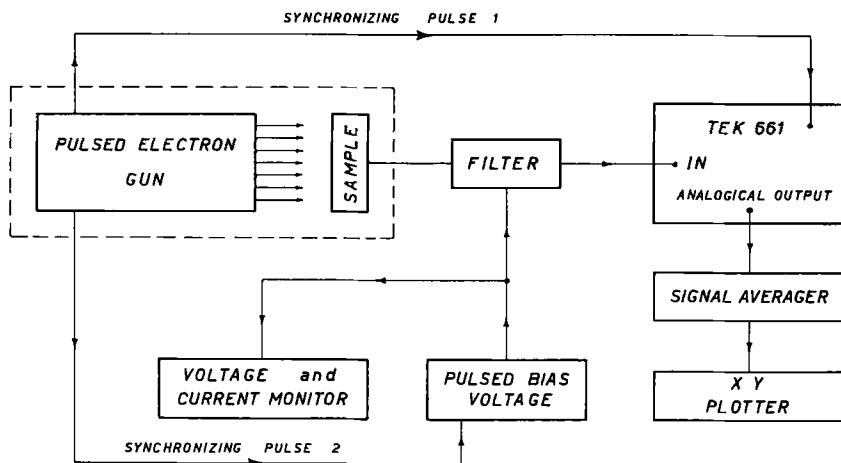 SYNCHRONIZING PULSE 1
PULSED ELECTRON
GUN
SAMPLE
FILTER
TEK 661
IN
ANALOGICAL OUTPUT
SIGNAL AVERAGER
VOLTAGE and
CURRENT MONITOR
PULSED BIAS
VOLTAGE
X Y
PLOTTER
SYNCHRONIZING PULSE 2